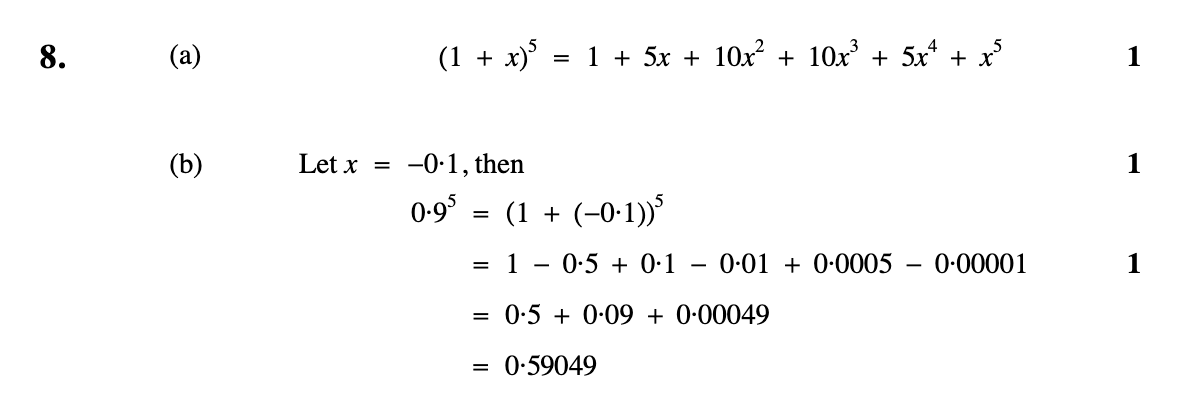 8. (a) (1 + x)⁵ = 1 + 5x + 10x² + 10x³ + 5x⁴ + x⁵ 1
(b) Let x = −0·1, then 1
0·9⁵ = (1 + (−0·1))⁵
= 1 − 0·5 + 0·1 − 0·01 + 0·0005 − 0·00001 1
= 0·5 + 0·09 + 0·00049
= 0·59049